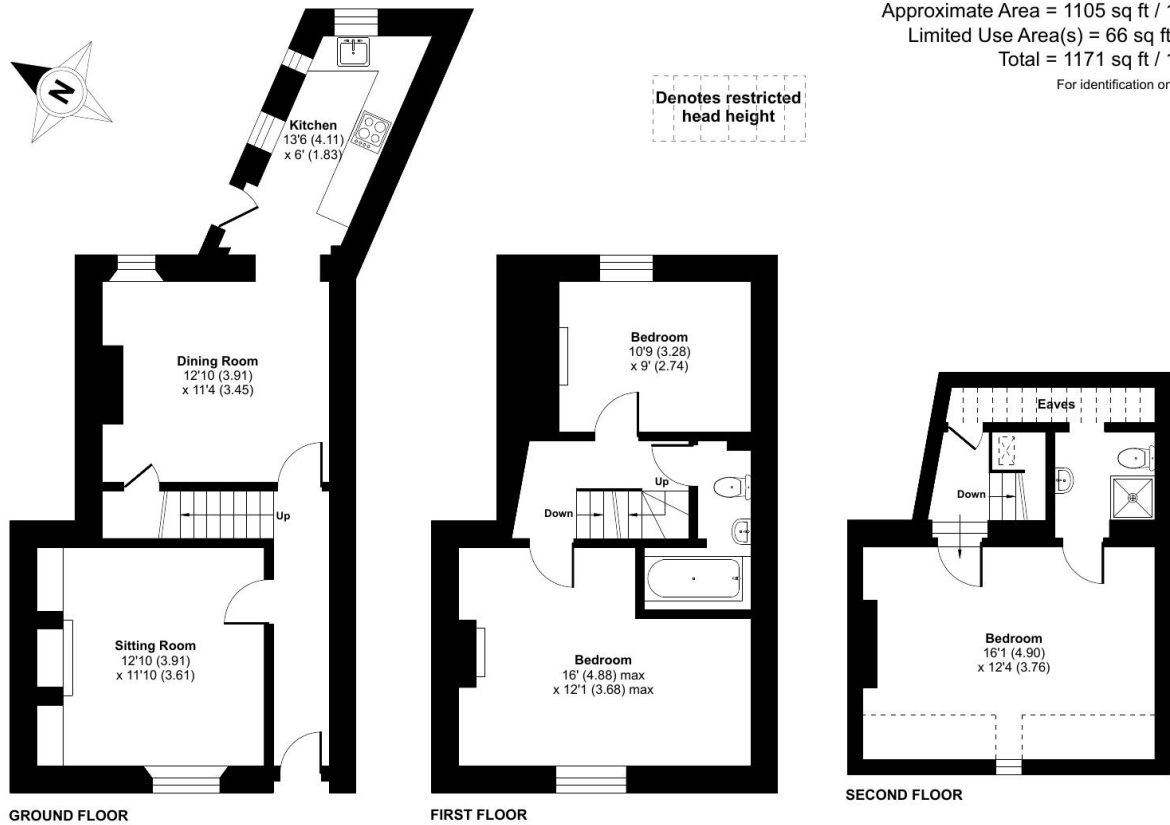 Approximate Area = 1105 sq ft /
Limited Use Area(s) = 66 sq ft
Total = 1171 sq ft /
For identification
N
Denotes restricted
head height
Kitchen
13'6 (4.11)
x 6' (1.83)
Dining Room
12'10 (3.91)
x 11'4 (3.45)
Up
Sitting Room
12'10 (3.91)
x 11'10 (3.61)
GROUND FLOOR
Bedroom
10'9 (3.28)
x 9' (2.74)
Up
Down
Bedroom
16' (4.88) max
x 12'1 (3.68) max
FIRST FLOOR
Eaves
Down
Bedroom
16'1 (4.90)
x 12'4 (3.76)
SECOND FLOOR